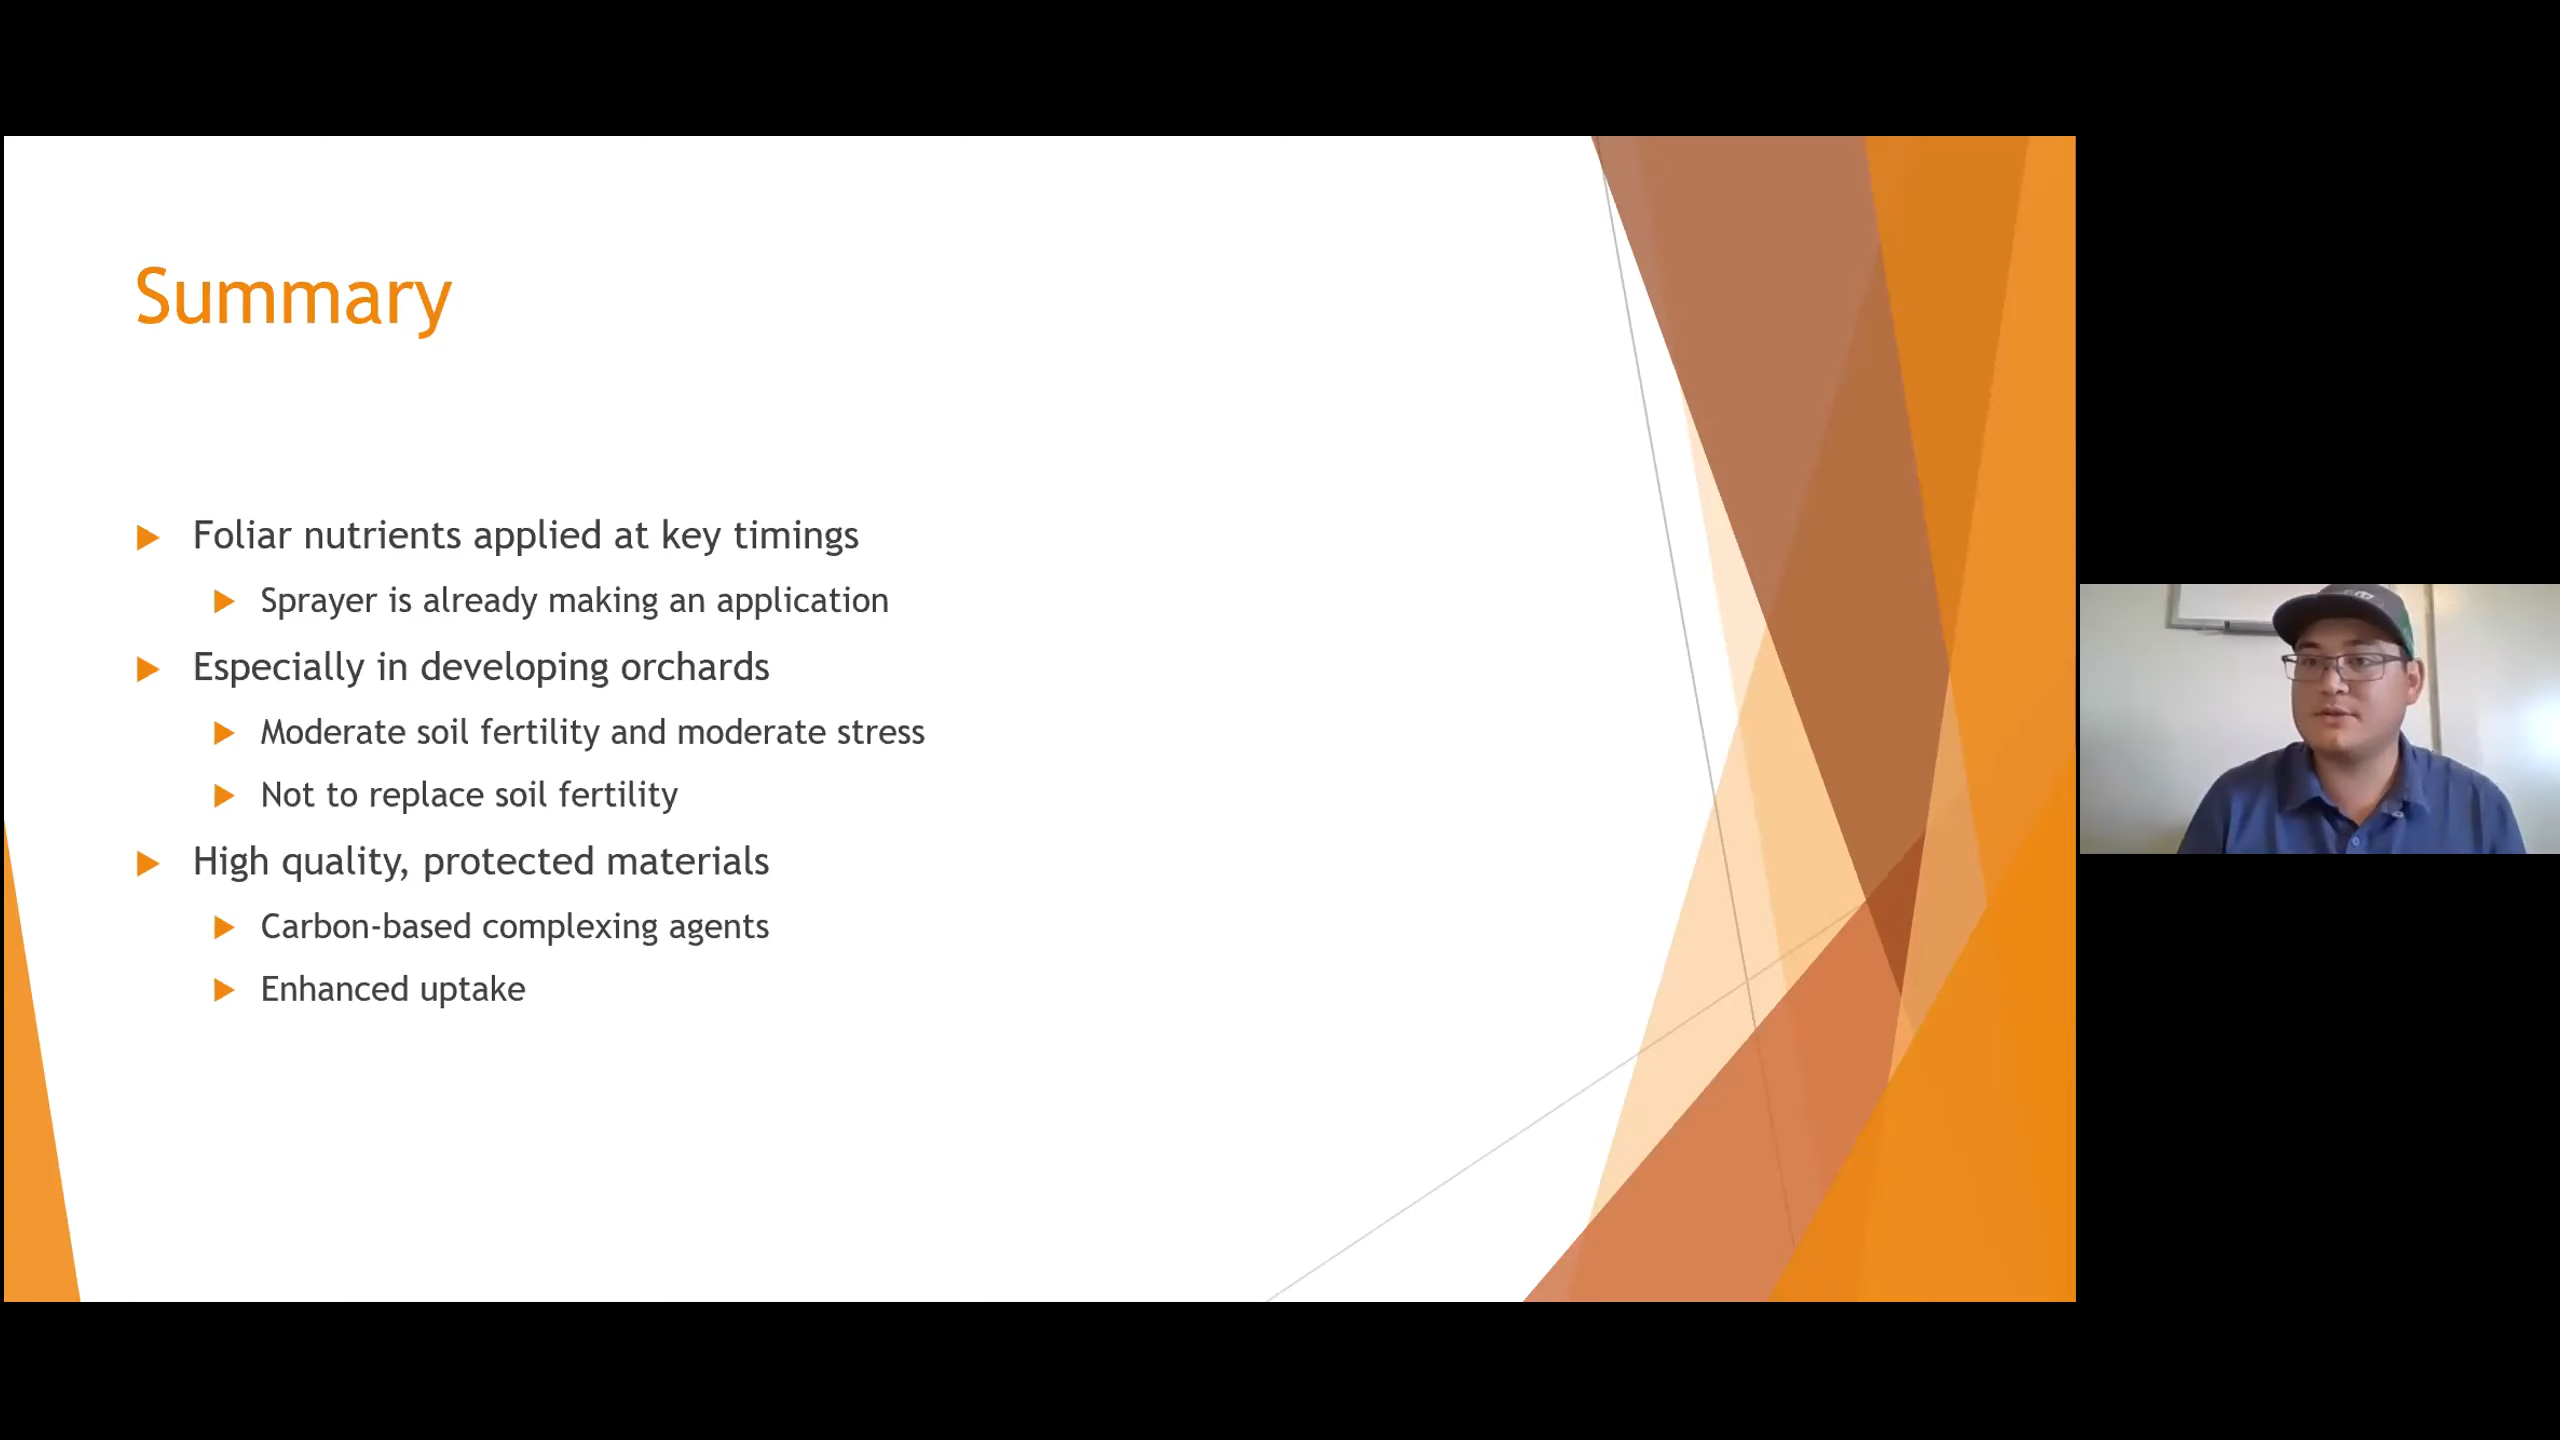 Summary
Foliar nutrients applied at key timings
Sprayer is already making an application
Especially in developing orchards
Moderate soil fertility and moderate stress
Not to replace soil fertility
High quality, protected materials
Carbon-based complexing agents
Enhanced uptake